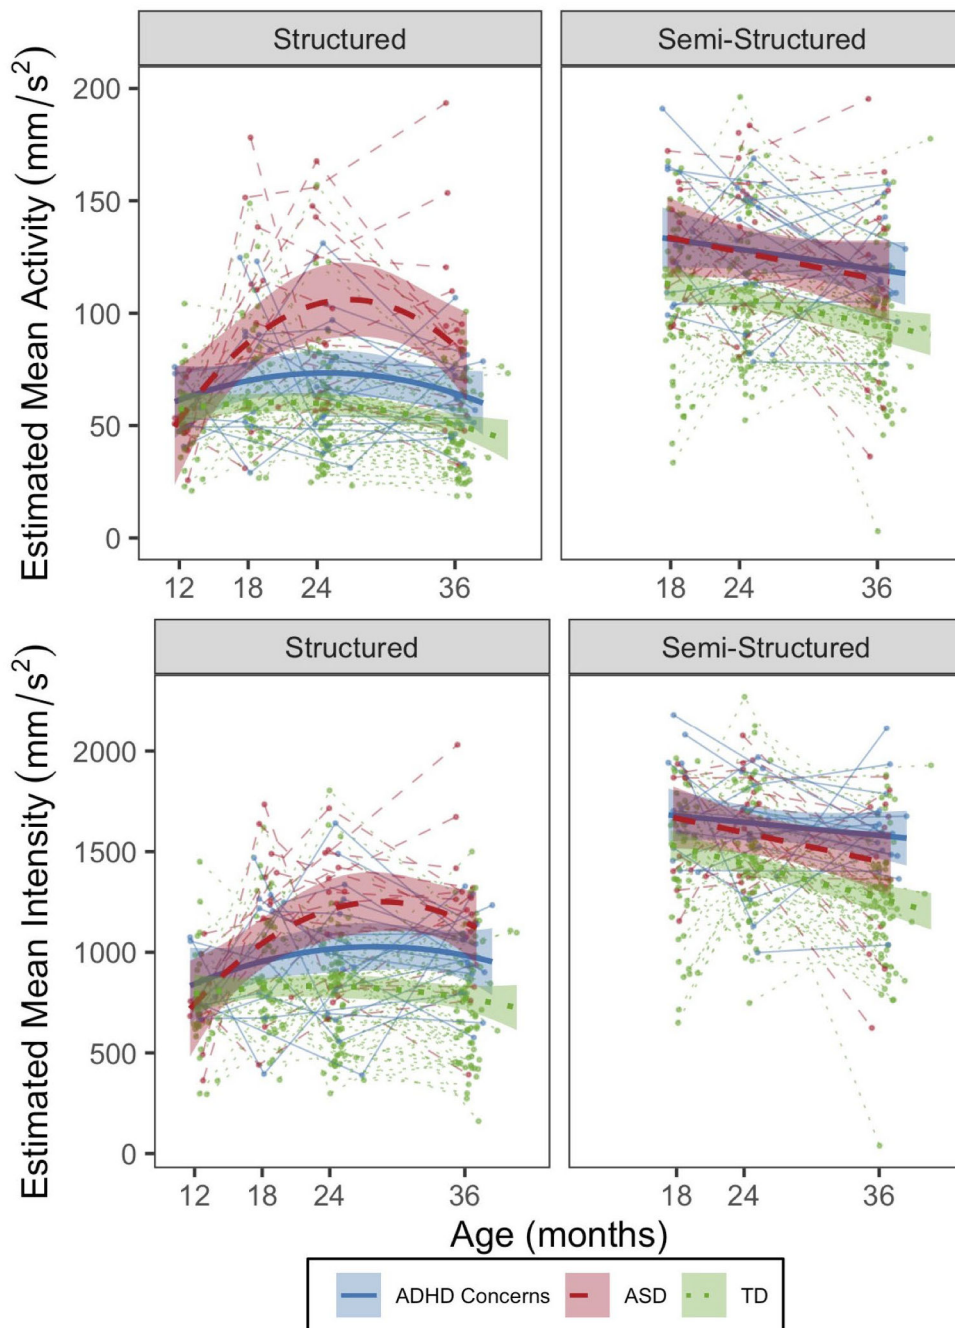 Structured
Semi-Structured
Estimated Mean Activity (mm/s²)
200
150
100
50
0
12 18 24 36
18 24 36
Structured
Semi-Structured
Estimated Mean Intensity (mm/s²)
2000
1500
1000
500
0
12 18 24 36
18 24 36
Age (months)
ADHD Concerns ASD TD